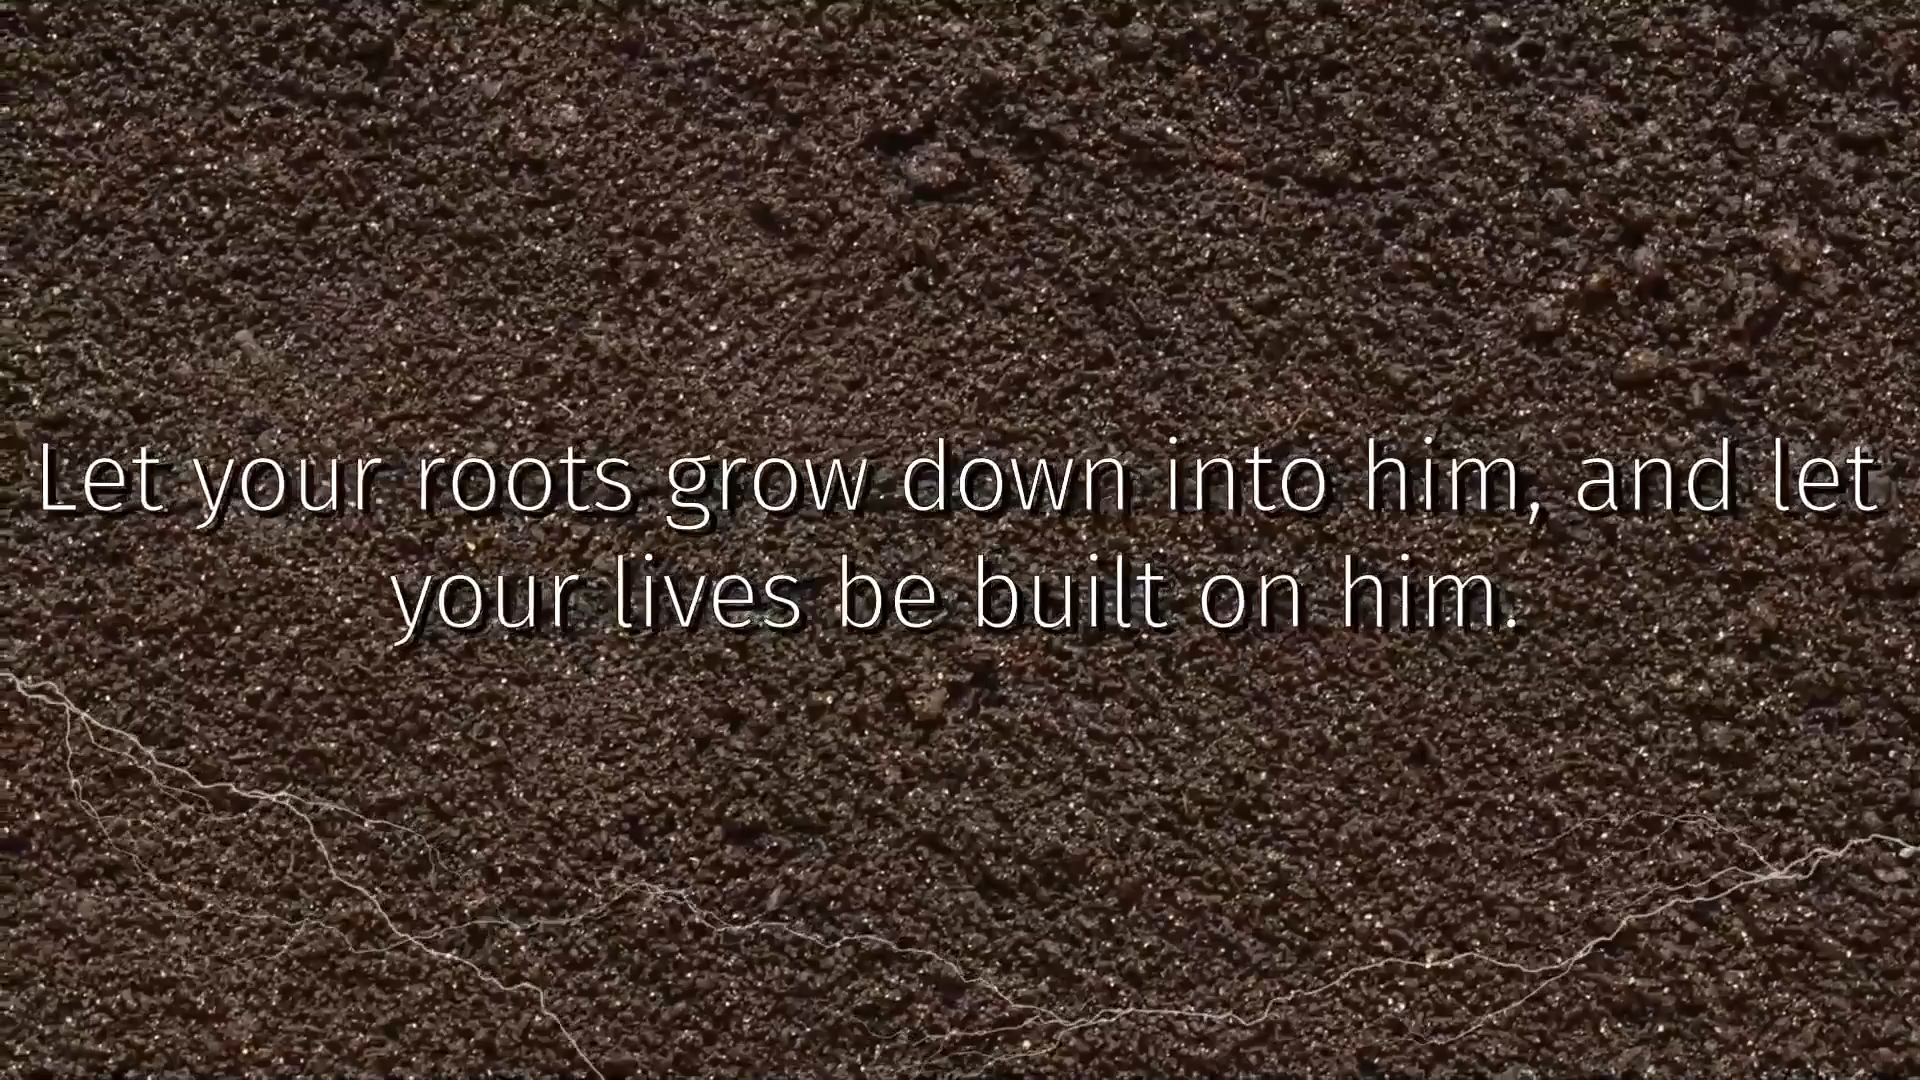 Let your roots grow down into him, and let
your lives be built on him.